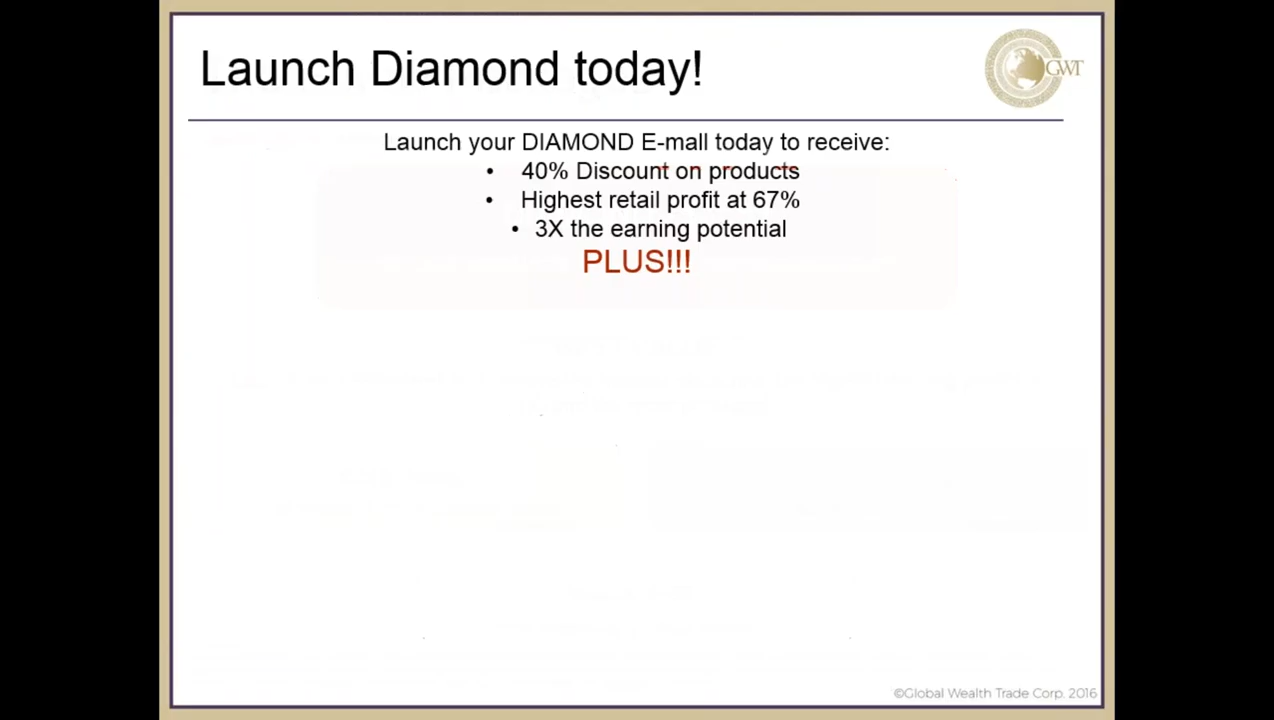 Launch Diamond today!
GWT
Launch your DIAMOND E-mall today to receive:
• 40% Discount on products
• Highest retail profit at 67%
• 3X the earning potential
PLUS!!!
©Global Wealth Trade Corp. 2016